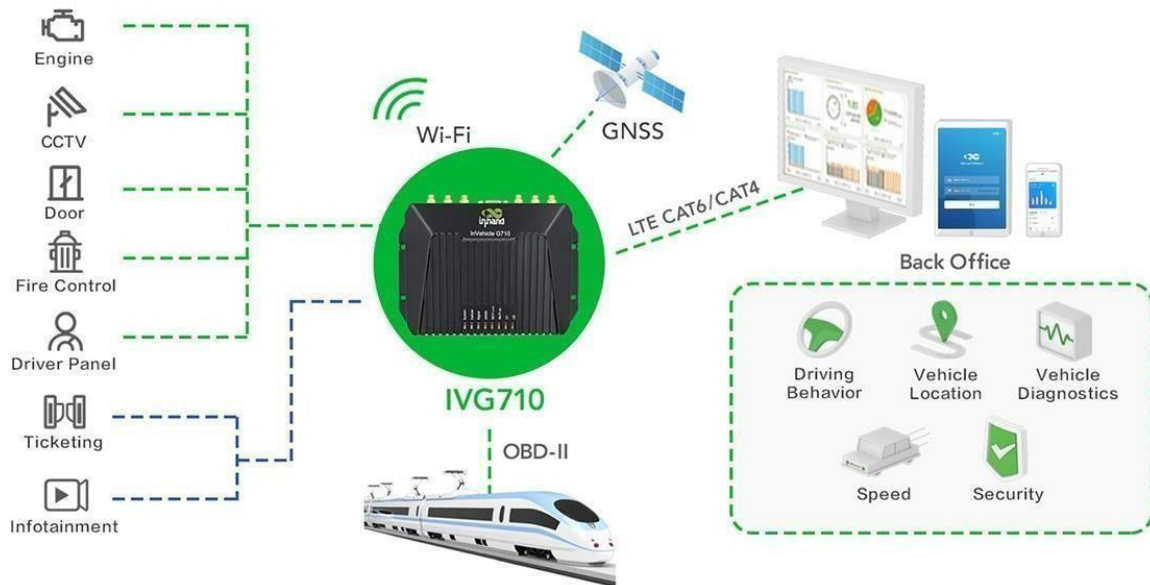 Engine
CCTV
Door
Fire Control
Driver Panel
Ticketing
Infotainment
Wi-Fi
GNSS
inhand
InVehicle G710
IVG710
OBD-II
LTE CAT6/CAT4
Back Office
Driving
Behavior
Vehicle
Location
Vehicle
Diagnostics
Speed
Security